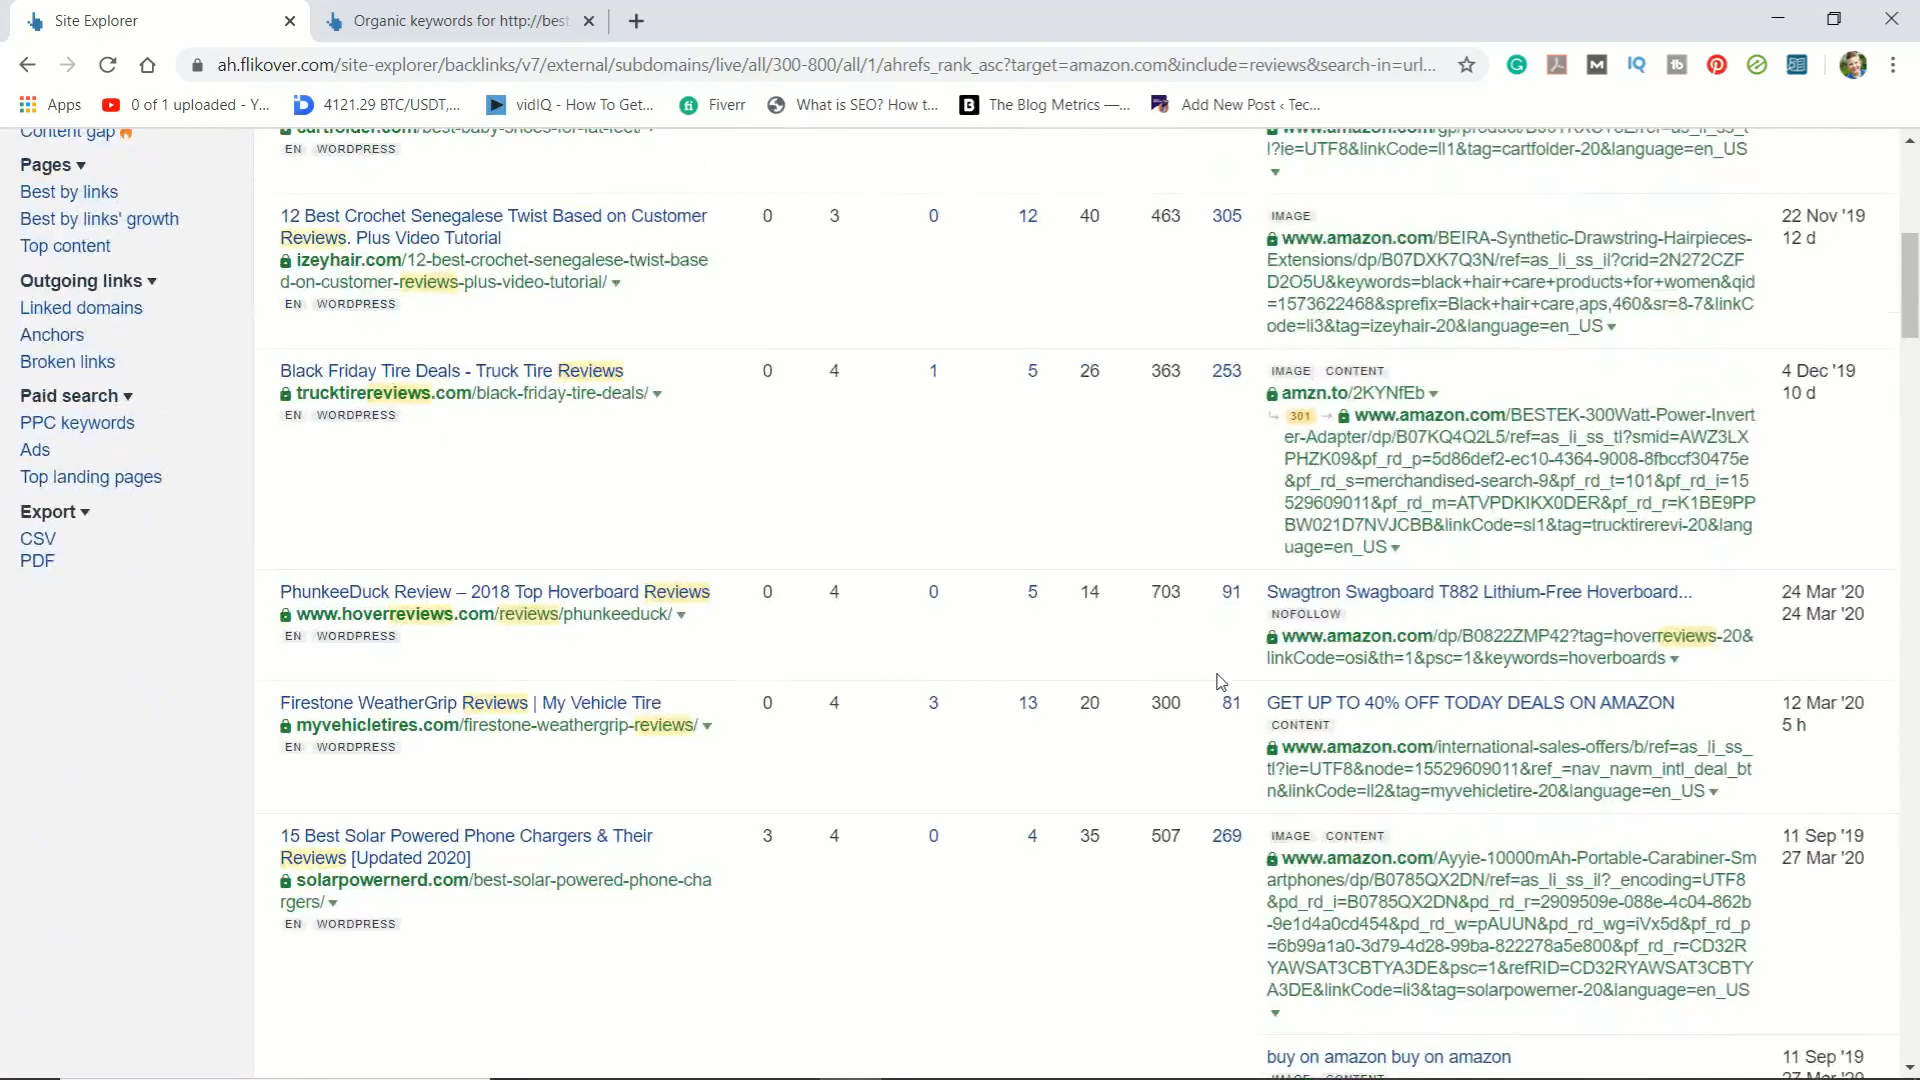 Site Explorer
Organic keywords for http://best
ah.flikover.com/site-explorer/backlinks/v7/external/subdomains/live/all/300-800/all/1/ahrefs_rank_asc?target=amazon.com&include=reviews&search-in=url...
Apps
0 of 1 uploaded - Y...
4121.29 BTC/USDT,...
vidIQ - How To Get...
Fiverr
What is SEO? How t...
The Blog Metrics —...
Add New Post ‹ Tec...
Content gap
Pages
Best by links
Best by links' growth
Top content
Outgoing links
Linked domains
Anchors
Broken links
Paid search
PPC keywords
Ads
Top landing pages
Export
CSV
PDF
cartfolder.com/best-baby-shoes-for-fat-feet/
EN WORDPRESS
l?ie=UTF8&linkCode=ll1&tag=cartfolder-20&language=en_US
12 Best Crochet Senegalese Twist Based on Customer
Reviews. Plus Video Tutorial
izeyhair.com/12-best-crochet-senegalese-twist-base
d-on-customer-reviews-plus-video-tutorial/
EN WORDPRESS
0 3 0 12 40 463 305
IMAGE
www.amazon.com/BEIRA-Synthetic-Drawstring-Hairpieces-
Extensions/dp/B07DXK7Q3N/ref=as_li_ss_il?crid=2N272CZF
D2O5U&keywords=black+hair+care+products+for+women&qid
=1573622468&sprefix=Black+hair+care,aps,460&sr=8-7&linkC
ode=li3&tag=izeyhair-20&language=en_US
22 Nov '19
12 d
Black Friday Tire Deals - Truck Tire Reviews
trucktirereviews.com/black-friday-tire-deals/
EN WORDPRESS
0 4 1 5 26 363 253
IMAGE CONTENT
amzn.to/2KYNfEb
301 → www.amazon.com/BESTEK-300Watt-Power-Invert
er-Adapter/dp/B07KQ4Q2L5/ref=as_li_ss_tl?smid=AWZ3LX
PHZK09&pf_rd_p=5d86def2-ec10-4364-9008-8fbccf30475e
&pf_rd_s=merchandised-search-9&pf_rd_t=101&pf_rd_i=15
529609011&pf_rd_m=ATVPDKIKX0DER&pf_rd_r=K1BE9PP
BW021D7NVJCBB&linkCode=sl1&tag=trucktirerevi-20&lang
uage=en_US
4 Dec '19
10 d
PhunkeeDuck Review – 2018 Top Hoverboard Reviews
www.hoverreviews.com/reviews/phunkeeduck/
EN WORDPRESS
0 4 0 5 14 703 91
Swagtron Swagboard T882 Lithium-Free Hoverboard...
NOFOLLOW
www.amazon.com/dp/B0822ZMP42?tag=hoverreviews-20&
linkCode=osi&th=1&psc=1&keywords=hoverboards
24 Mar '20
24 Mar '20
Firestone WeatherGrip Reviews | My Vehicle Tire
myvehicletires.com/firestone-weathergrip-reviews/
EN WORDPRESS
0 4 3 13 20 300 81
GET UP TO 40% OFF TODAY DEALS ON AMAZON
CONTENT
www.amazon.com/international-sales-offers/b/ref=as_li_ss_
tl?ie=UTF8&node=15529609011&ref_=nav_navm_intl_deal_bt
n&linkCode=ll2&tag=myvehicletire-20&language=en_US
12 Mar '20
5 h
15 Best Solar Powered Phone Chargers & Their
Reviews [Updated 2020]
solarpowernerd.com/best-solar-powered-phone-cha
rgers/
EN WORDPRESS
3 4 0 4 35 507 269
IMAGE CONTENT
www.amazon.com/Ayyie-10000mAh-Portable-Carabiner-Sm
artphones/dp/B0785QX2DN/ref=as_li_ss_il?_encoding=UTF8
&pd_rd_i=B0785QX2DN&pd_rd_r=2909509e-088e-4c04-862b
-9e1d4a0cd454&pd_rd_w=pAUUN&pd_rd_wg=iVx5d&pf_rd_p
=6b99a1a0-3d79-4d28-99ba-822278a5e800&pf_rd_r=CD32R
YAWSAT3CBTYA3DE&psc=1&refRID=CD32RYAWSAT3CBTY
A3DE&linkCode=li3&tag=solarpowerner-20&language=en_US
11 Sep '19
27 Mar '20
buy on amazon buy on amazon
IMAGE CONTENT
11 Sep '19
27 Mar '20